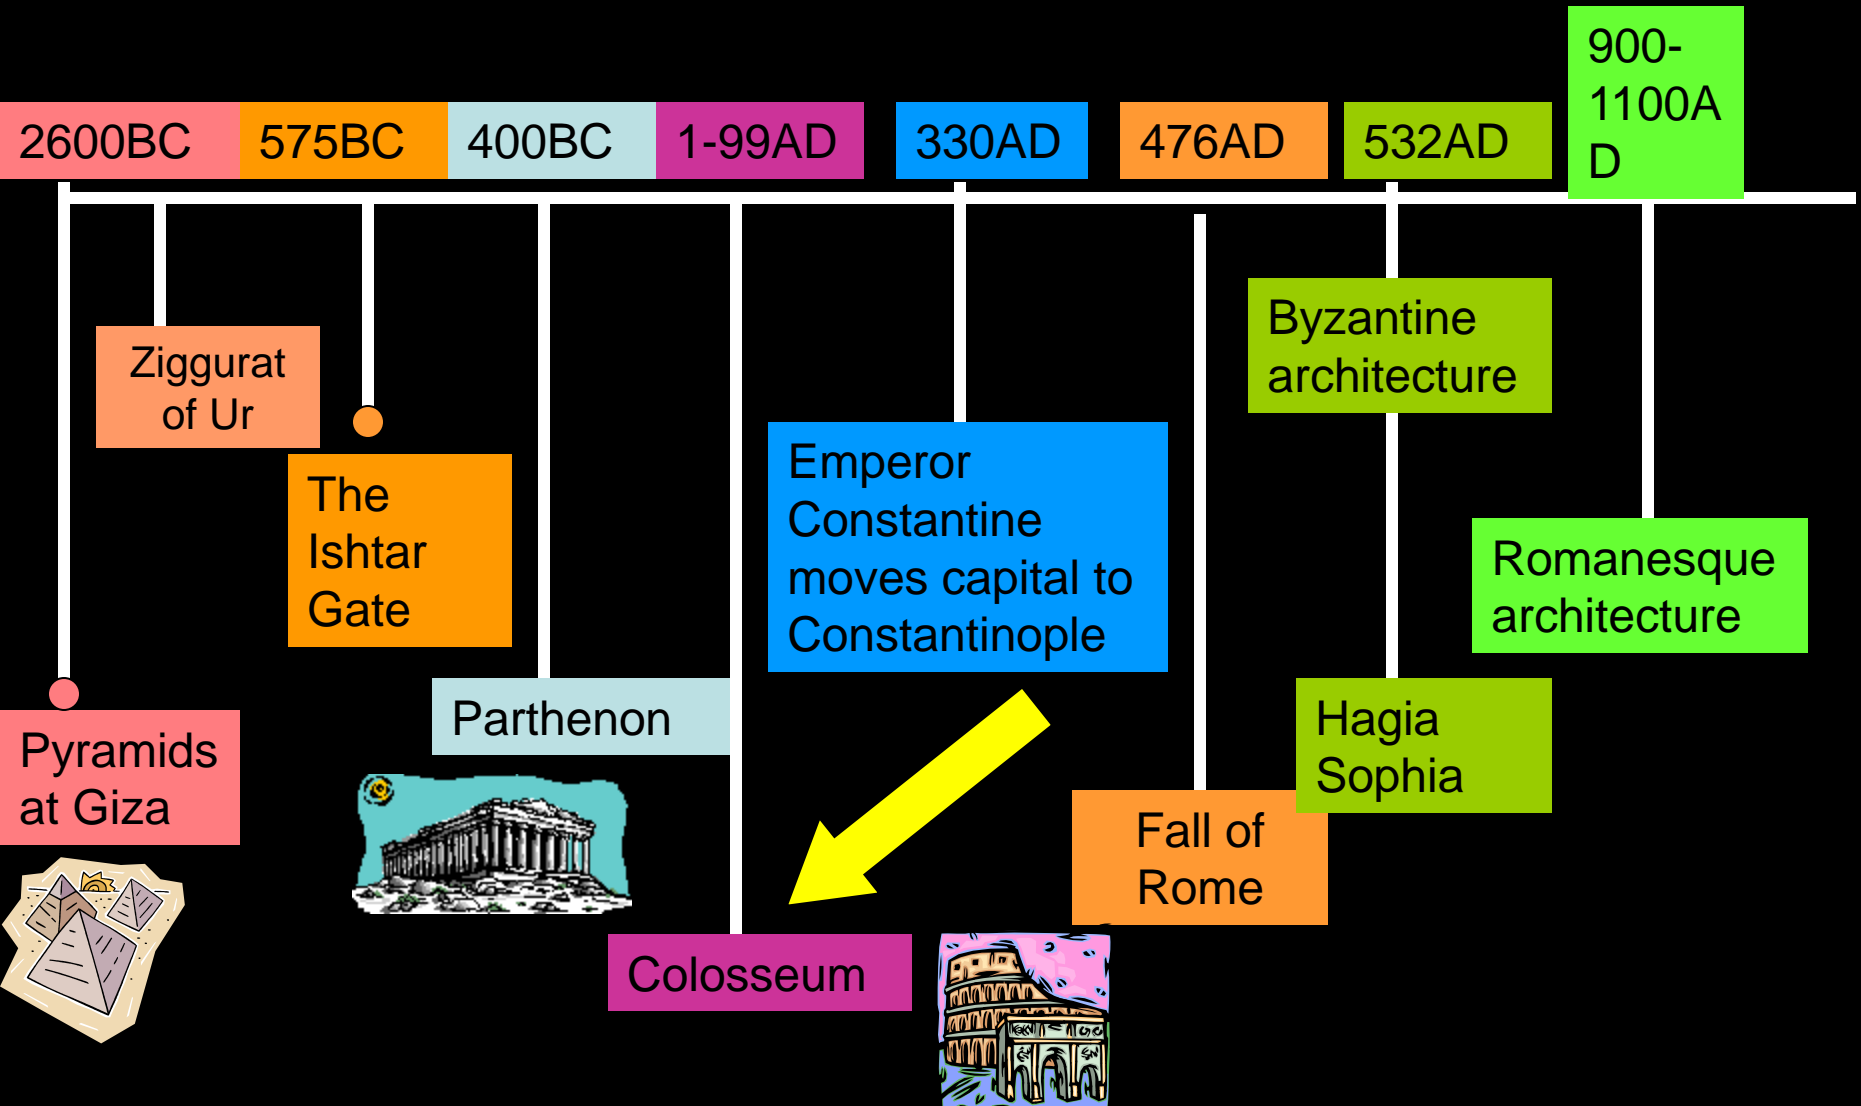 900-
1100A
D
2600BC
575BC
400BC
1-99AD
330AD
476AD
532AD
Byzantine
architecture
Ziggurat
of Ur
The
Ishtar
Gate
Emperor
Constantine
moves capital to
Constantinople
Romanesque
architecture
Parthenon
Hagia
Sophia
Pyramids
at Giza
Fall of
Rome
Colosseum